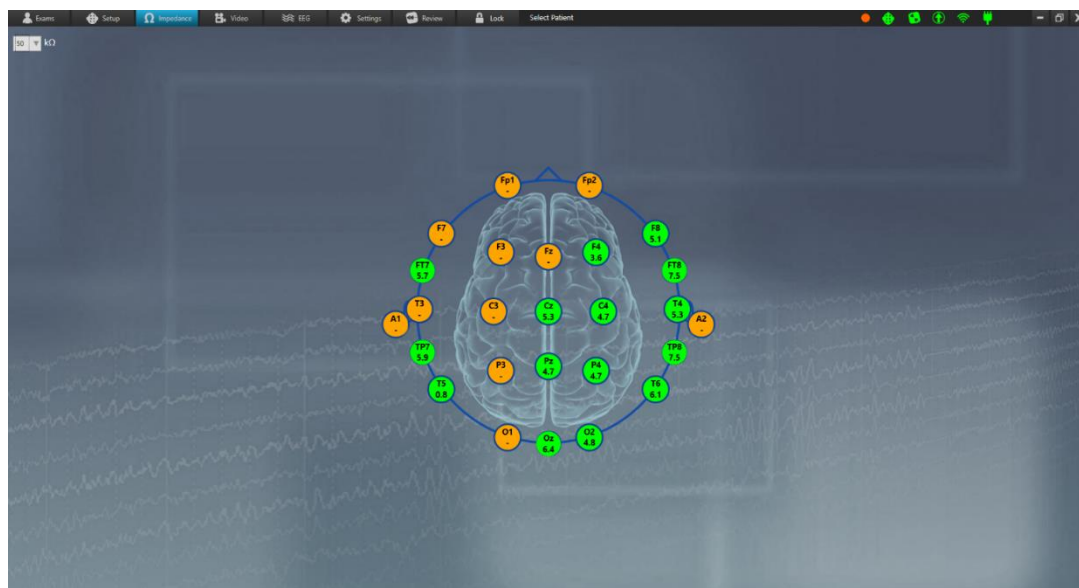 Exams Setup Impedance Video EEG Settings Review Lock Select Patient
50 kΩ
Fp1 Fp2
- -
F7 F8
- 5.1
F3 Fz F4
- - 3.6
FT7 FT8
5.7 7.5
T3 C3 Cz C4 T4
- - 5.3 4.7 5.3
A1 A2
- -
TP7 TP8
5.9 7.5
P3 Pz P4
- 4.7 4.7
T5 T6
0.8 6.1
O1 Oz O2
- 6.4 4.8